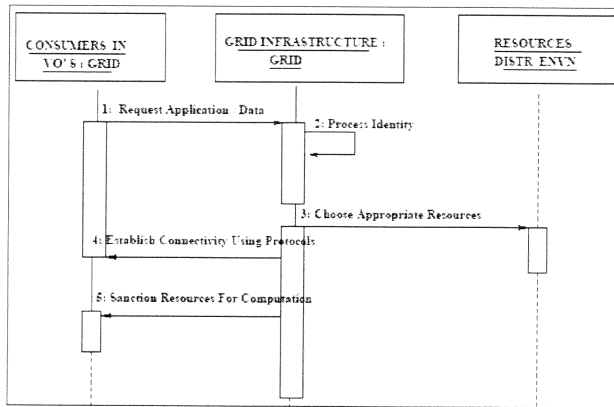 CONSUMERS IN
VO'S : GRID
GRID INFRASTRUCTURE :
GRID
RESOURCES
DISTR ENVN
1: Request Application Data
2: Process Identity
3: Choose Appropriate Resources
4: Establish Connectivity Using Protocols
5: Sanction Resources For Computation